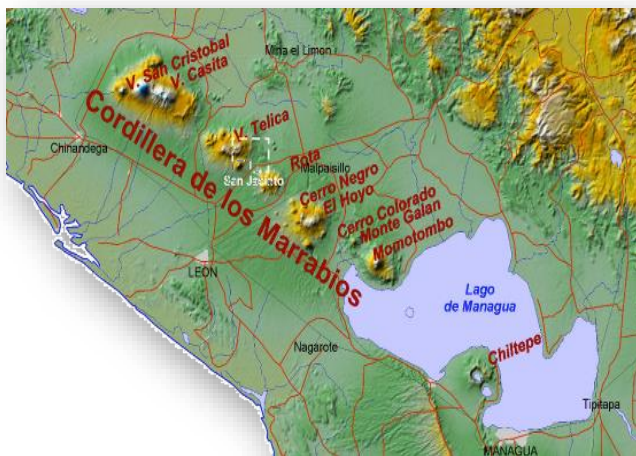 Mina el Limon
V. San Cristobal
V. Casita
Chinandega
V. Telica
Rota
Malpaisillo
San Jacinto
Cordillera de los Marrabios
Cerro Negro
El Hoyo
Cerro Colorado
Monte Galan
Momotombo
LEON
Lago
de Managua
Nagarote
Chiltepe
Tipitapa
MANAGUA